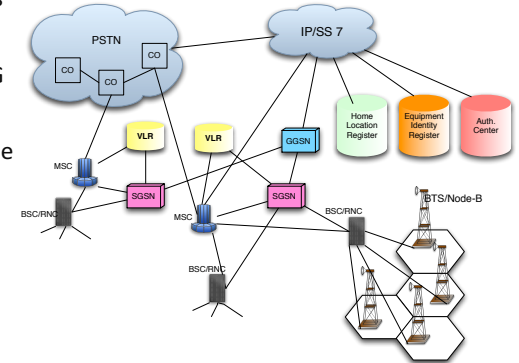 PSTN
IP/SS 7
CO
CO
CO
G
e
VLR
VLR
GGSN
Home
Location
Register
Equipment
Identity
Register
Auth.
Center
MSC
SGSN
SGSN
BTS/Node-B
BSC/RNC
MSC
BSC/RNC
BSC/RNC